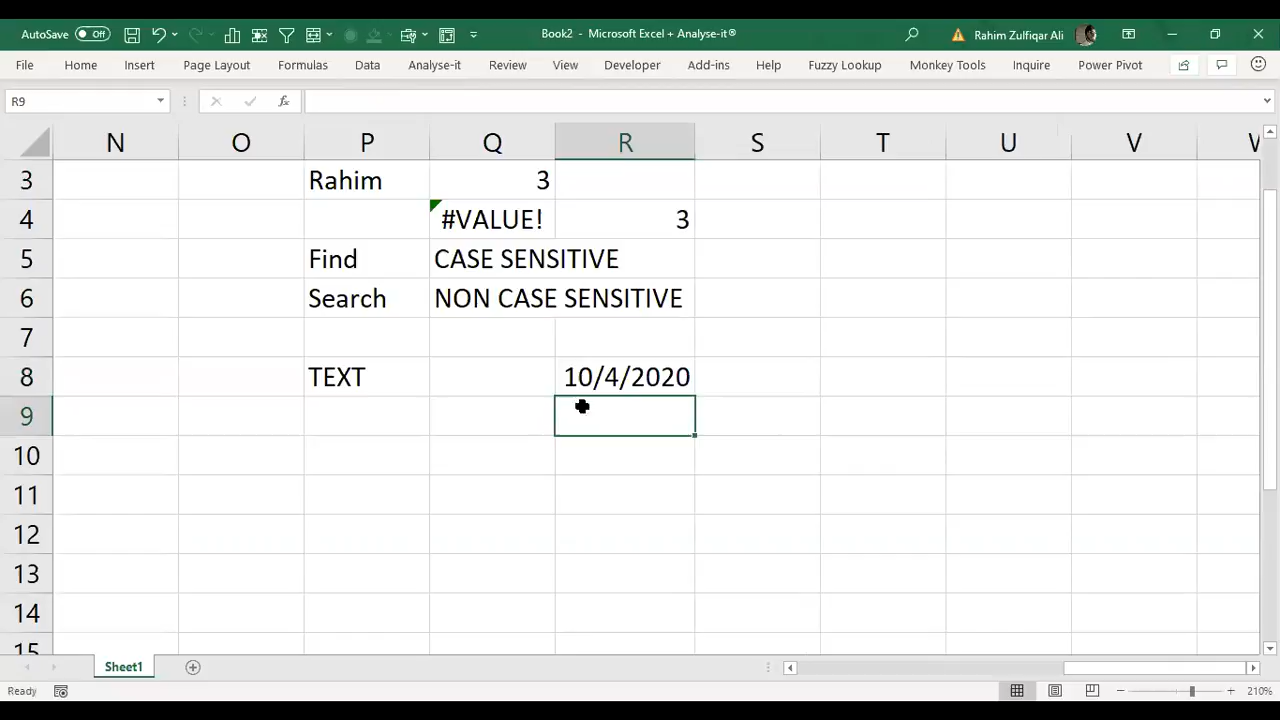 AutoSave Off Book2 - Microsoft Excel + Analyse-it® Rahim Zulfiqar Ali
File Home Insert Page Layout Formulas Data Analyse-it Review View Developer Add-ins Help Fuzzy Lookup Monkey Tools Inquire Power Pivot
R9 fx
N O P Q R S T U V W
3 Rahim 3
4 #VALUE! 3
5 Find CASE SENSITIVE
6 Search NON CASE SENSITIVE
7
8 TEXT 10/4/2020
9
10
11
12
13
14
15
Sheet1
Ready 210%